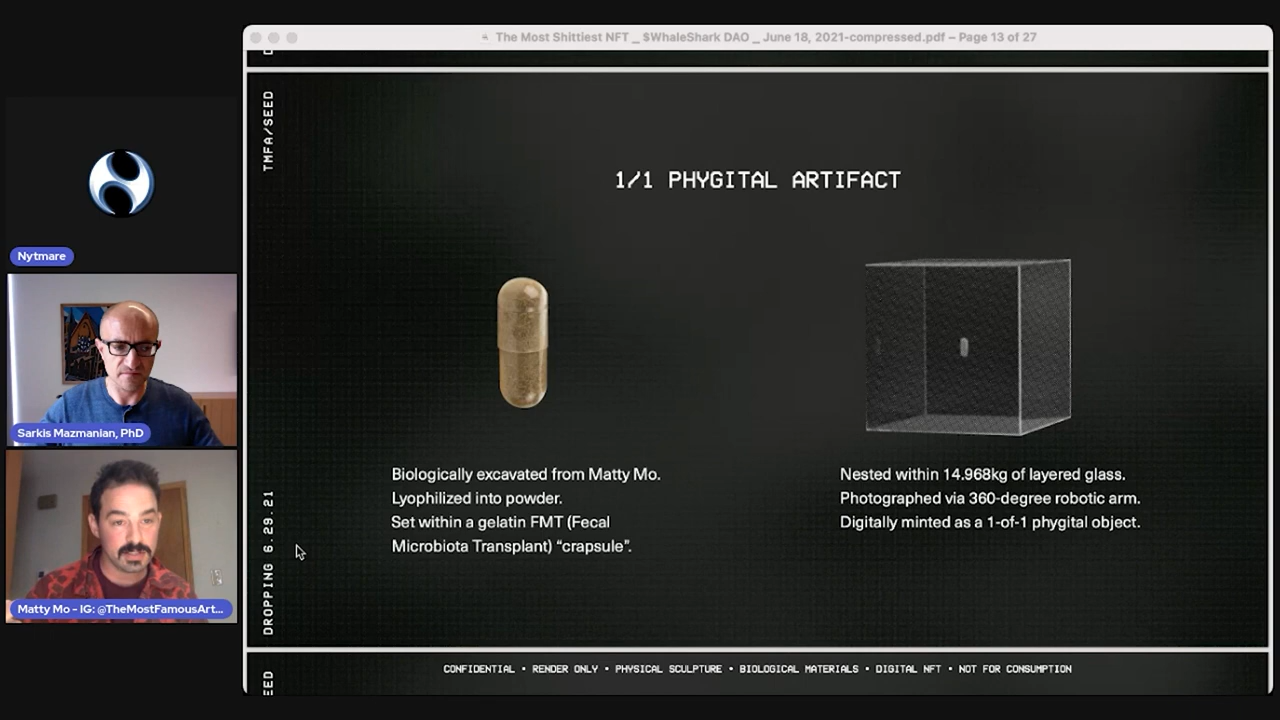 The Most Shittiest NFT _ $WhaleShark DAO _ June 18, 2021-compressed.pdf – Page 13 of 27
TMFA/SEED
1/1 PHYGITAL ARTIFACT
Nytmare
Sarkis Mazmanian, PhD
Matty Mo - IG: @TheMostFamousArt...
Biologically excavated from Matty Mo.
Lyophilized into powder.
Set within a gelatin FMT (Fecal
Microbiota Transplant) “crapsule”.
Nested within 14.968kg of layered glass.
Photographed via 360-degree robotic arm.
Digitally minted as a 1-of-1 phygital object.
DROPPING 6.29.21
CONFIDENTIAL • RENDER ONLY • PHYSICAL SCULPTURE • BIOLOGICAL MATERIALS • DIGITAL NFT • NOT FOR CONSUMPTION
EED